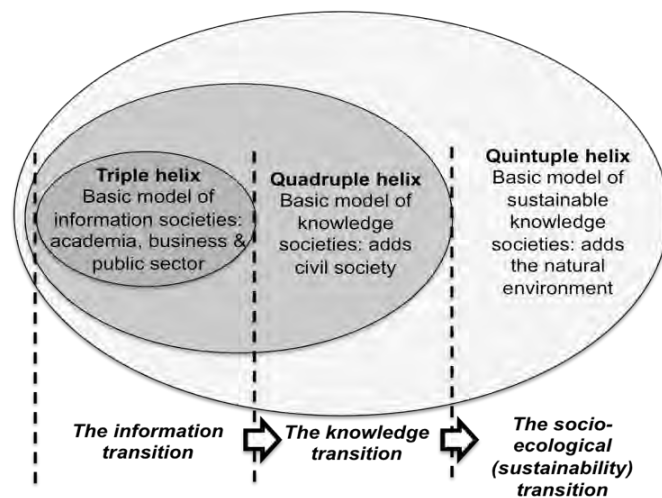 Triple helix
Basic model of
information societies:
academia, business &
public sector
Quadruple helix
Basic model of
knowledge
societies: adds
civil society
Quintuple helix
Basic model of
sustainable
knowledge
societies: adds
the natural
environment
The information
transition
The knowledge
transition
The socio-
ecological
(sustainability)
transition